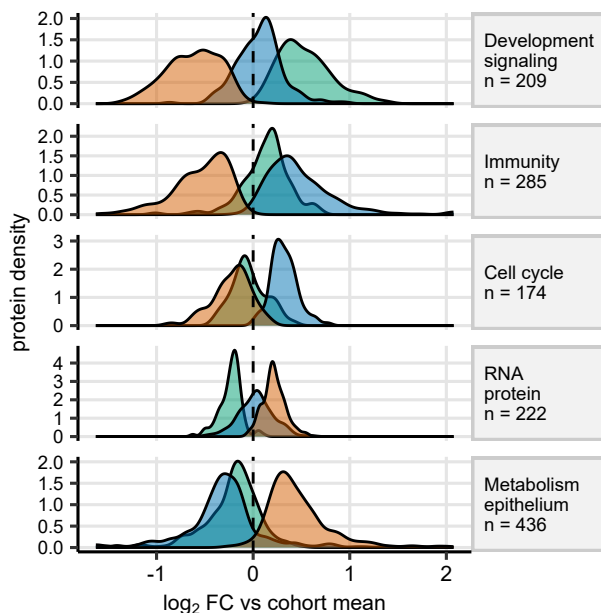 2.0
1.5
1.0
0.5
0.0
Development
signaling
n = 209
2.0
1.5
1.0
0.5
0.0
Immunity
n = 285
3
2
1
0
Cell cycle
n = 174
4
3
2
1
0
RNA
protein
n = 222
2.0
1.5
1.0
0.5
0.0
Metabolism
epithelium
n = 436
protein density
-1 0 1 2
log₂ FC vs cohort mean